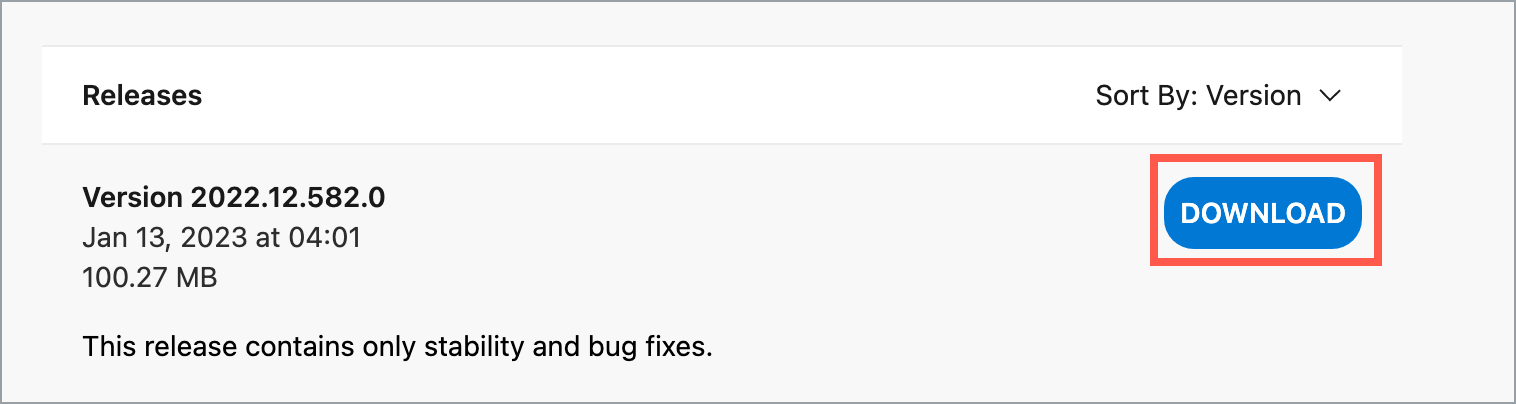 Releases
Sort By: Version
Version 2022.12.582.0
DOWNLOAD
Jan 13, 2023 at 04:01
100.27 MB
This release contains only stability and bug fixes.